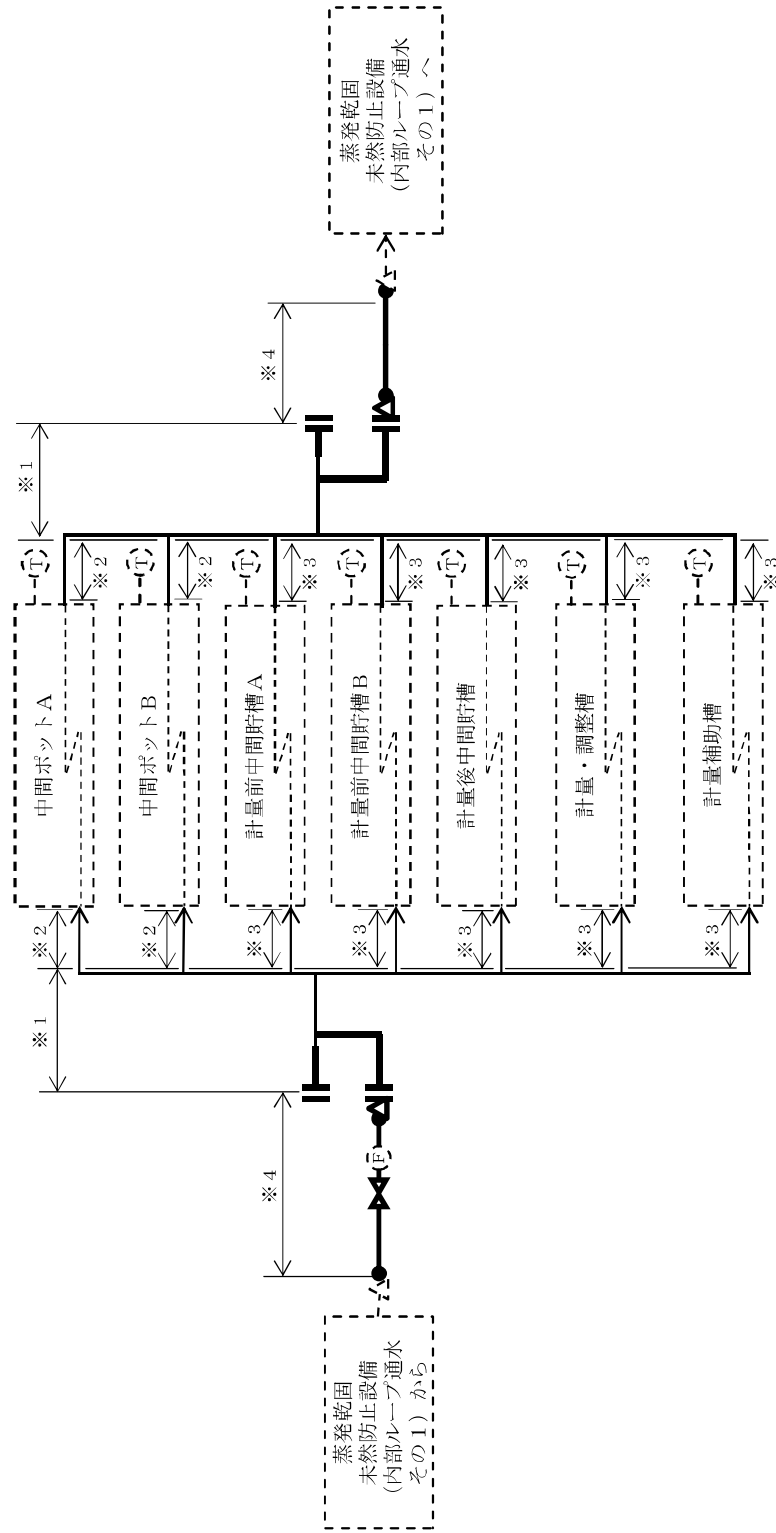 蒸発乾固
未然防止設備
(内部ループ通水
その1) から
※4
F
※1
※2
※2
※3
※3
※3
※3
※3
中間ポットA
中間ポットB
計量前中間貯槽A
計量前中間貯槽B
計量後中間貯槽
計量・調整槽
計量補助槽
T
T
T
T
T
T
T
※2
※2
※3
※3
※3
※3
※3
※1
※4
蒸発乾固
未然防止設備
(内部ループ通水
その1) へ